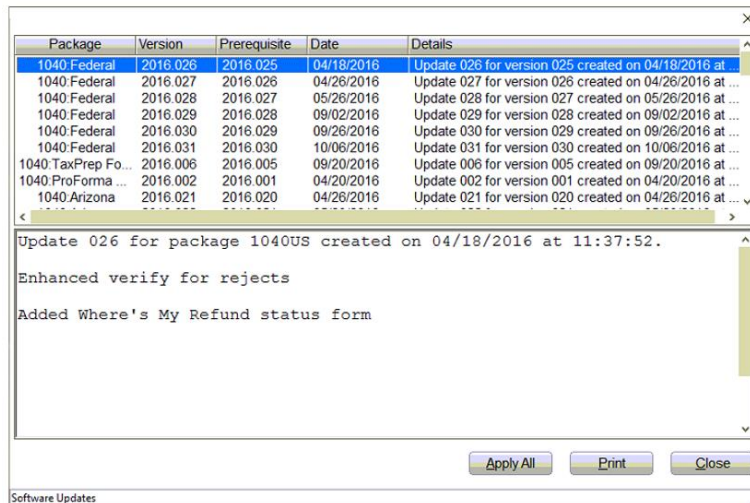 Package Version Prerequisite Date Details
1040:Federal 2016.026 2016.025 04/18/2016 Update 026 for version 025 created on 04/18/2016 at ...
1040:Federal 2016.027 2016.026 04/26/2016 Update 027 for version 026 created on 04/26/2016 at ...
1040:Federal 2016.028 2016.027 05/26/2016 Update 028 for version 027 created on 05/26/2016 at ...
1040:Federal 2016.029 2016.028 09/02/2016 Update 029 for version 028 created on 09/02/2016 at ...
1040:Federal 2016.030 2016.029 09/26/2016 Update 030 for version 029 created on 09/26/2016 at ...
1040:Federal 2016.031 2016.030 10/06/2016 Update 031 for version 030 created on 10/06/2016 at ...
1040:TaxPrep Fo... 2016.006 2016.005 09/20/2016 Update 006 for version 005 created on 09/20/2016 at ...
1040:ProForma ... 2016.002 2016.001 04/20/2016 Update 002 for version 001 created on 04/20/2016 at ...
1040:Arizona 2016.021 2016.020 04/26/2016 Update 021 for version 020 created on 04/26/2016 at ...
Update 026 for package 1040US created on 04/18/2016 at 11:37:52.
Enhanced verify for rejects
Added Where's My Refund status form
Apply All Print Close
Software Updates